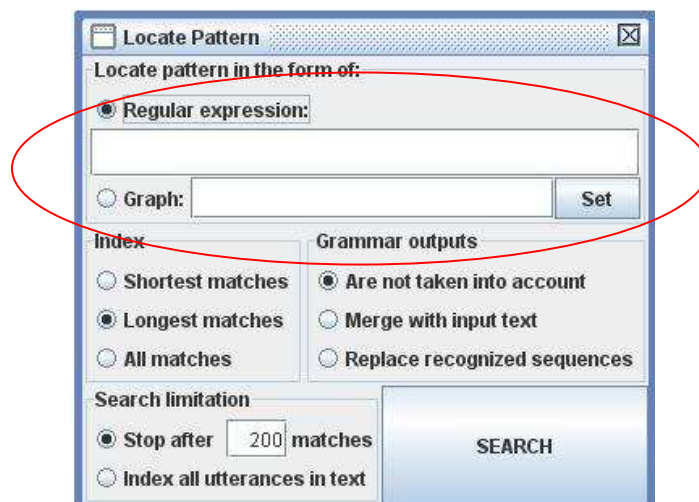 Locate Pattern
Locate pattern in the form of:
Regular expression:
Graph:
Set
Index
Shortest matches
Longest matches
All matches
Grammar outputs
Are not taken into account
Merge with input text
Replace recognized sequences
Search limitation
Stop after 200 matches
Index all utterances in text
SEARCH